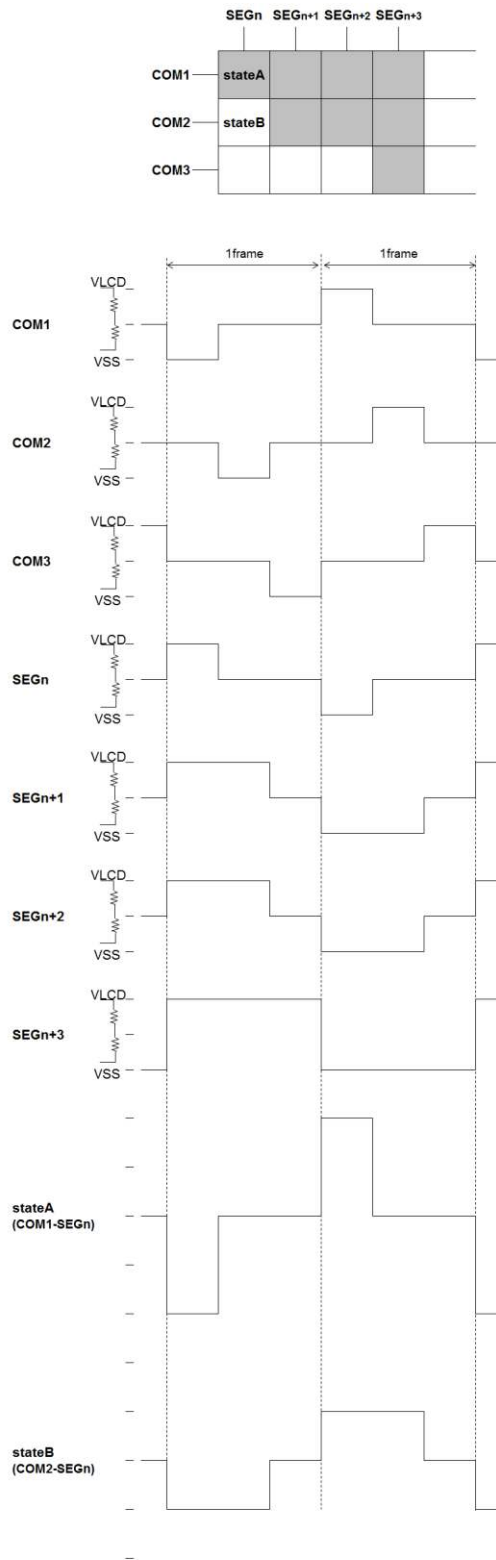 SEGn SEGn+1 SEGn+2 SEGn+3
COM1 stateA
COM2 stateB
COM3
1frame 1frame
VLCD
COM1
VSS
VLCD
COM2
VSS
VLCD
COM3
VSS
VLCD
SEGn
VSS
VLCD
SEGn+1
VSS
VLCD
SEGn+2
VSS
VLCD
SEGn+3
VSS
stateA
(COM1-SEGn)
stateB
(COM2-SEGn)